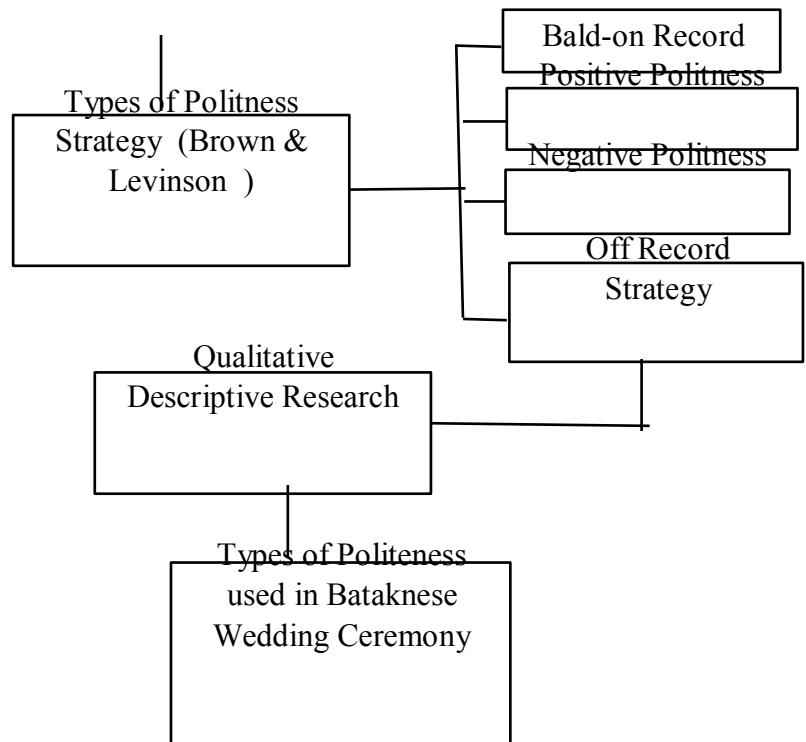 Types of Politness
Strategy (Brown &
Levinson )
Bald-on Record
Positive Politness
Negative Politness
Off Record
Strategy
Qualitative
Descriptive Research
Types of Politeness
used in Bataknese
Wedding Ceremony